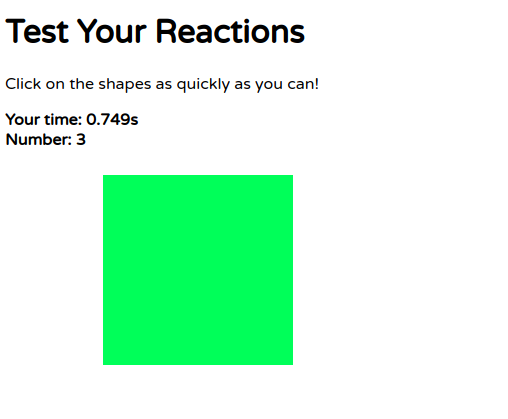 Test Your Reactions
Click on the shapes as quickly as you can!
Your time: 0.749s
Number: 3